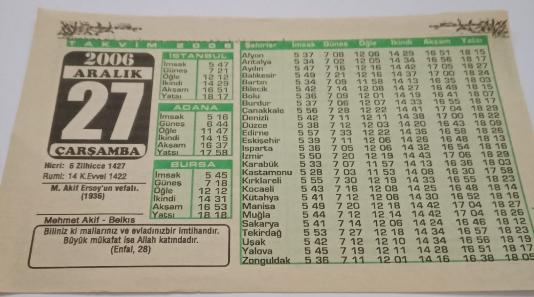 TAKVİM 2006
2006
ARALIK
27
ÇARŞAMBA
Hicri: 6 Zilhicce 1427
Rumi: 14 K.Evvel 1422
M. Akif Ersoy'un vefatı.
(1936)
Mehmet Akif - Belkıs
Biliniz ki mallarınız ve evladınızbir imtihandır.
Büyük mükafat ise Allah katındadır.
(Enfal, 28)
İSTANBUL
İmsak 5 47
Güneş 7 21
Öğle 12 12
İkindi 14 29
Akşam 16 51
Yatsı 18 17
ADANA
İmsak 5 16
Güneş 6 44
Öğle 11 47
İkindi 14 15
Akşam 16 37
Yatsı 17 58
BURSA
İmsak 5 45
Güneş 7 18
Öğle 12 12
İkindi 14 31
Akşam 16 53
Yatsı 18 18
Şehirler İmsak Güneş Öğle İkindi Akşam Yatsı
Afyon 5 37 7 08 12 06 14 29 16 51 18 15
Antalya 5 34 7 02 12 05 14 34 16 56 18 17
Aydın 5 47 7 16 12 16 14 42 17 05 18 27
Balıkesir 5 49 7 21 12 16 14 37 17 00 18 24
Bartın 5 34 7 09 11 58 14 13 16 35 18 03
Bilecik 5 42 7 14 12 08 14 27 16 49 18 15
Bolu 5 36 7 09 12 01 14 19 16 41 18 07
Burdur 5 37 7 06 12 07 14 33 16 55 18 17
Çanakkale 5 56 7 28 12 22 14 41 17 04 18 29
Denizli 5 42 7 11 12 11 14 38 17 00 18 22
Düzce 5 38 7 12 12 03 14 20 16 43 18 09
Edirne 5 57 7 33 12 22 14 36 16 58 18 26
Eskişehir 5 39 7 11 12 06 14 26 16 48 18 13
Isparta 5 36 7 05 12 06 14 32 16 54 18 16
İzmir 5 50 7 20 12 19 14 43 17 06 18 29
Karabük 5 33 7 07 11 57 14 13 16 36 18 03
Kastamonu 5 28 7 03 11 53 14 08 16 30 17 58
Kırklareli 5 55 7 30 12 19 14 33 16 55 18 23
Kocaeli 5 43 7 16 12 08 14 25 16 48 18 14
Kütahya 5 41 7 12 12 08 14 30 16 52 18 16
Manisa 5 49 7 20 12 18 14 42 17 04 18 27
Muğla 5 44 7 12 12 14 14 42 17 04 18 26
Sakarya 5 41 7 14 12 06 14 24 16 46 18 12
Tekirdağ 5 53 7 27 12 18 14 34 16 57 18 23
Uşak 5 42 7 12 12 10 14 34 16 56 18 19
Yalova 5 45 7 19 12 11 14 28 16 51 18 17
Zonguldak 5 36 7 11 12 01 14 16 16 38 18 05